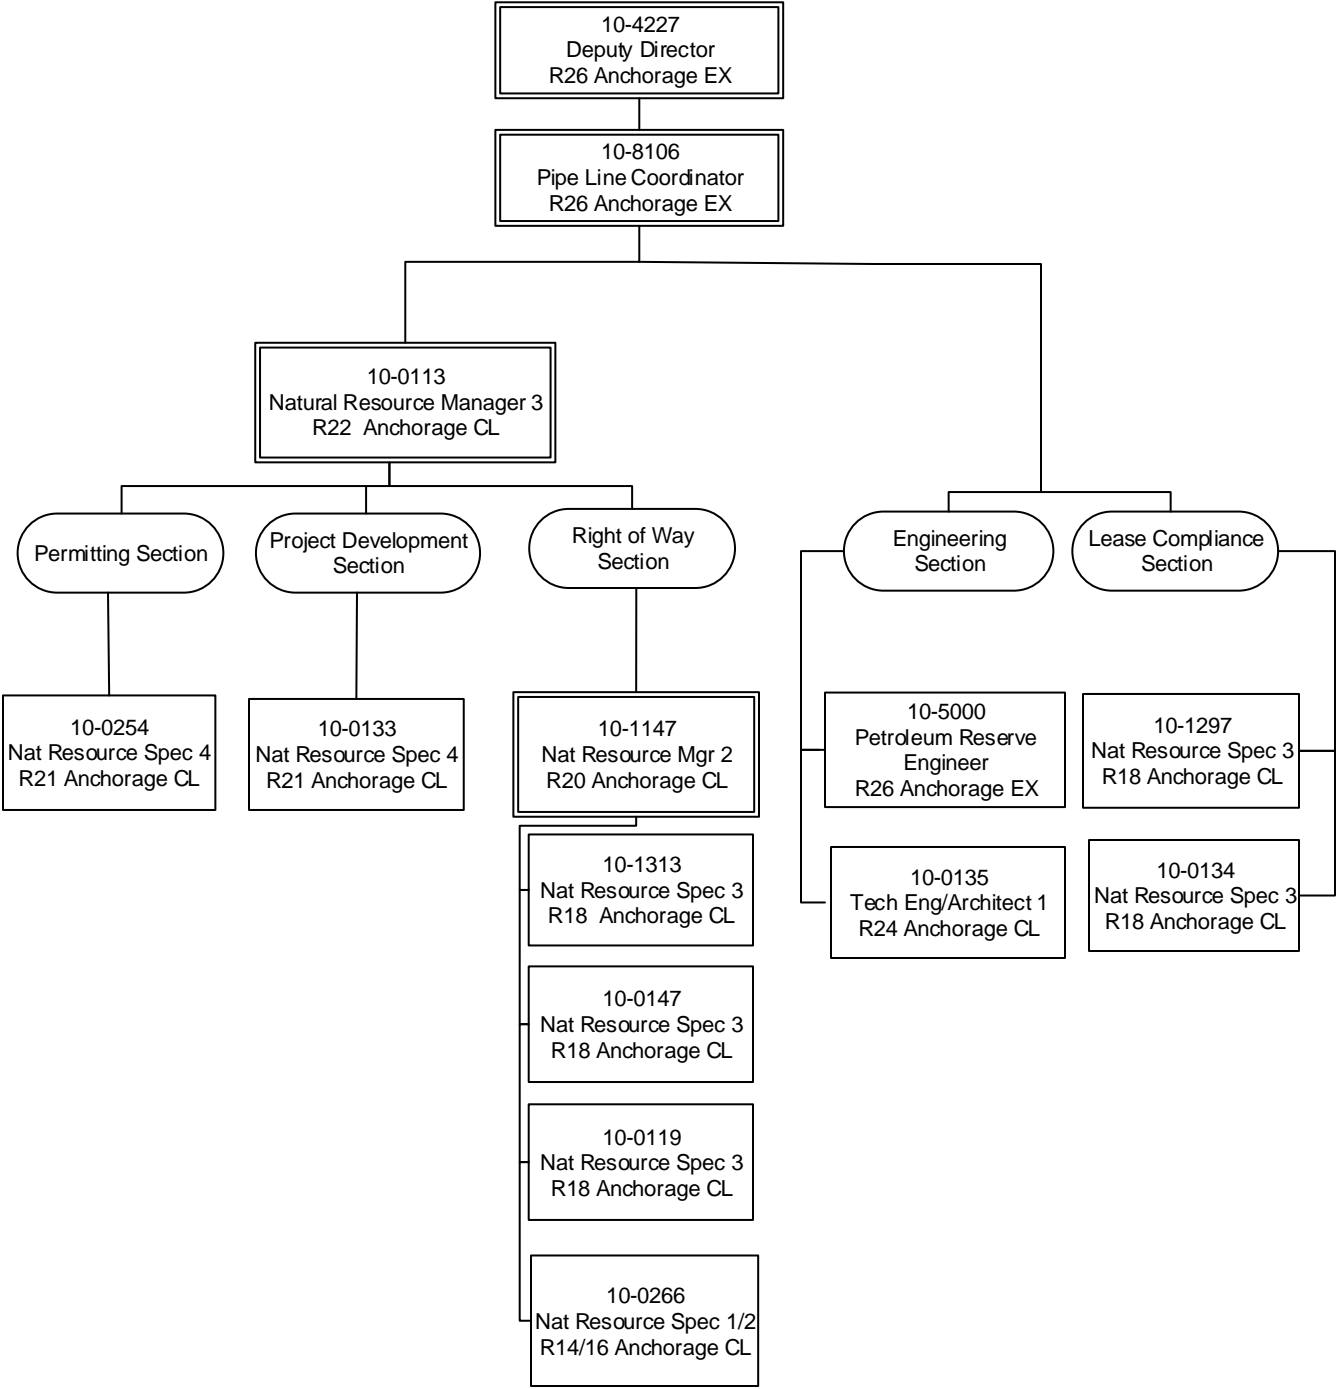 10-4227
Deputy Director
R26 Anchorage EX
10-8106
Pipe Line Coordinator
R26 Anchorage EX
10-0113
Natural Resource Manager 3
R22 Anchorage CL
Permitting Section
Project Development
Section
Right of Way
Section
Engineering
Section
Lease Compliance
Section
10-0254
Nat Resource Spec 4
R21 Anchorage CL
10-0133
Nat Resource Spec 4
R21 Anchorage CL
10-1147
Nat Resource Mgr 2
R20 Anchorage CL
10-5000
Petroleum Reserve
Engineer
R26 Anchorage EX
10-1297
Nat Resource Spec 3
R18 Anchorage CL
10-1313
Nat Resource Spec 3
R18 Anchorage CL
10-0135
Tech Eng/Architect 1
R24 Anchorage CL
10-0134
Nat Resource Spec 3
R18 Anchorage CL
10-0147
Nat Resource Spec 3
R18 Anchorage CL
10-0119
Nat Resource Spec 3
R18 Anchorage CL
10-0266
Nat Resource Spec 1/2
R14/16 Anchorage CL